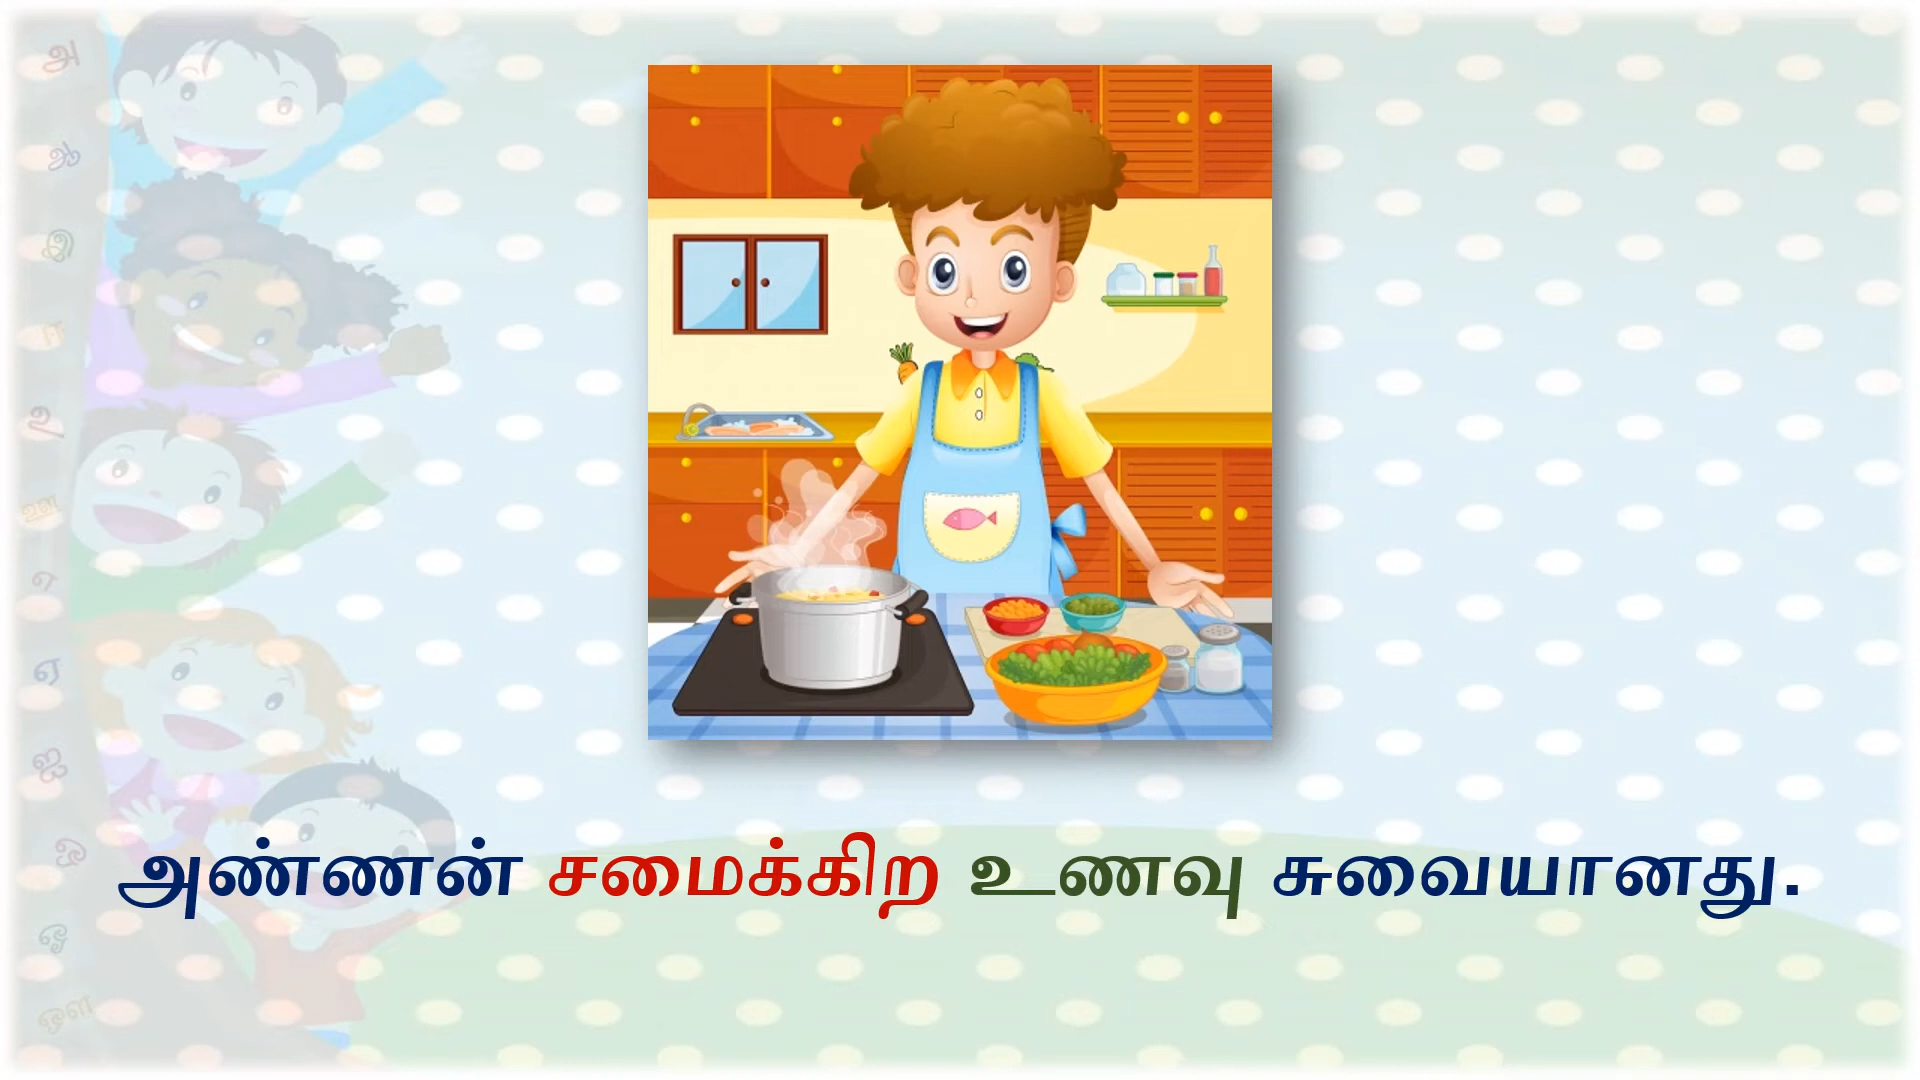 அ
ஆ
இ
ஈ
உ
ஊ
எ
ஏ
ஐ
ஒ
ஓ
ஔ
அண்ணன் சமைக்கிற உணவு சுவையானது.